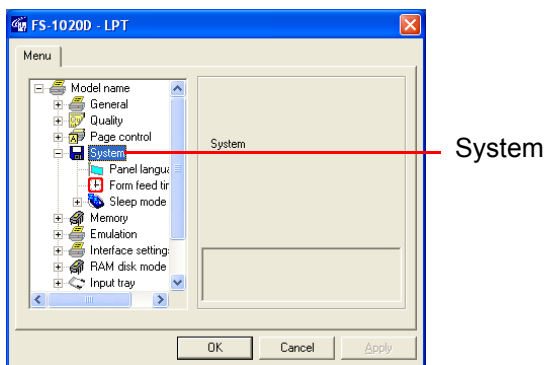 FS-1020D - LPT
Menu
Model name
General
Quality
Page control
System
Panel langua
Form feed tir
Sleep mode
Memory
Emulation
Interface setting:
RAM disk mode
Input tray
System
System
OK
Cancel
Apply